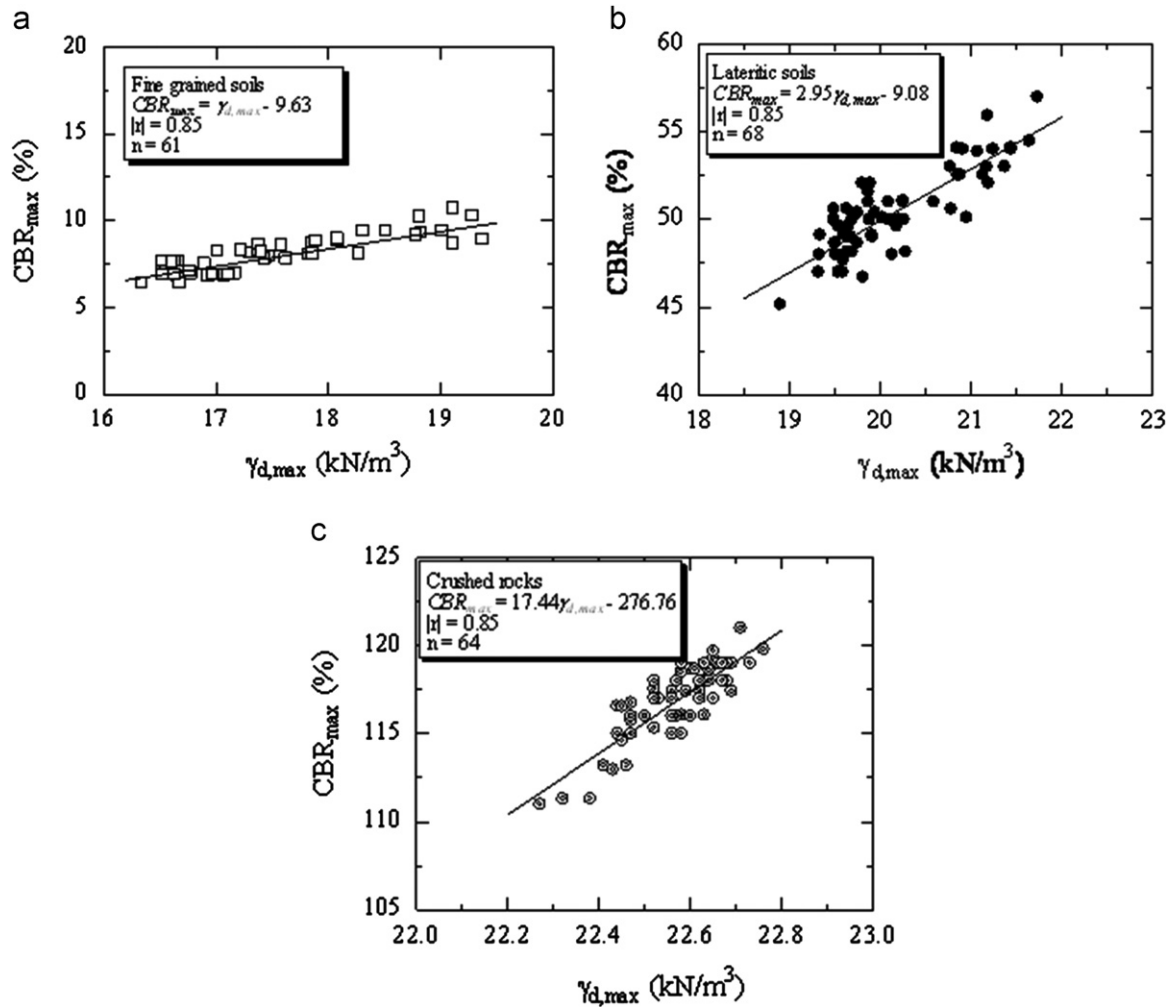 a
20
15
10
5
0
CBRmax (%)
Fine grained soils
CBRmax = γd,max - 9.63
|r| = 0.85
n = 61
16 17 18 19 20
γd,max (kN/m³)
b
60
55
50
45
40
CBRmax (%)
Lateritic soils
CBRmax = 2.95γd,max - 9.08
|r| = 0.85
n = 68
18 19 20 21 22 23
γd,max (kN/m³)
c
125
120
115
110
105
CBRmax (%)
Crushed rocks
CBRmax = 17.44γd,max - 276.76
|r| = 0.85
n = 64
22.0 22.2 22.4 22.6 22.8 23.0
γd,max (kN/m³)